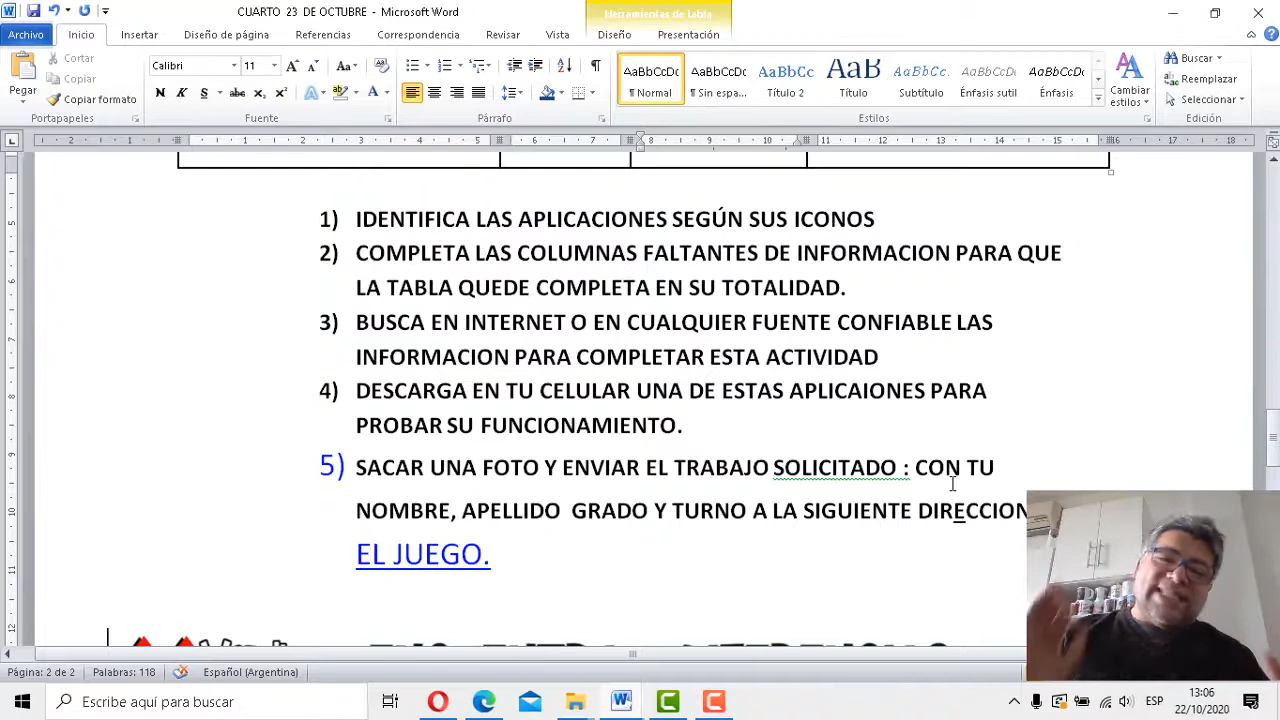 CUARTO 23 DE OCTUBRE - Microsoft Word
Herramientas de tabla
Archivo Inicio Insertar Diseño de página Referencias Correspondencia Revisar Vista Diseño Presentación
Cortar
Copiar
Copiar formato
Pegar
Calibri 11
AaBbCcDc AaBbCcDc AaBbCc AaB AaBbCc. AaBbCcDc
¶ Normal ¶ Sin espa... Título 2 Título Subtítulo Énfasis sutil Énfasis
Cambiar estilos
Buscar
Reemplazar
Seleccionar
Portapapeles Fuente Párrafo Estilos Edición
1) IDENTIFICA LAS APLICACIONES SEGÚN SUS ICONOS
2) COMPLETA LAS COLUMNAS FALTANTES DE INFORMACION PARA QUE
LA TABLA QUEDE COMPLETA EN SU TOTALIDAD.
3) BUSCA EN INTERNET O EN CUALQUIER FUENTE CONFIABLE LAS
INFORMACION PARA COMPLETAR ESTA ACTIVIDAD
4) DESCARGA EN TU CELULAR UNA DE ESTAS APLICAIONES PARA
PROBAR SU FUNCIONAMIENTO.
5) SACAR UNA FOTO Y ENVIAR EL TRABAJO SOLICITADO : CON TU
NOMBRE, APELLIDO GRADO Y TURNO A LA SIGUIENTE DIRECCION
EL JUEGO.
Página: 2 de 2 Palabras: 118 Español (Argentina)
Escribe aquí para buscar
ESP
13:06
22/10/2020